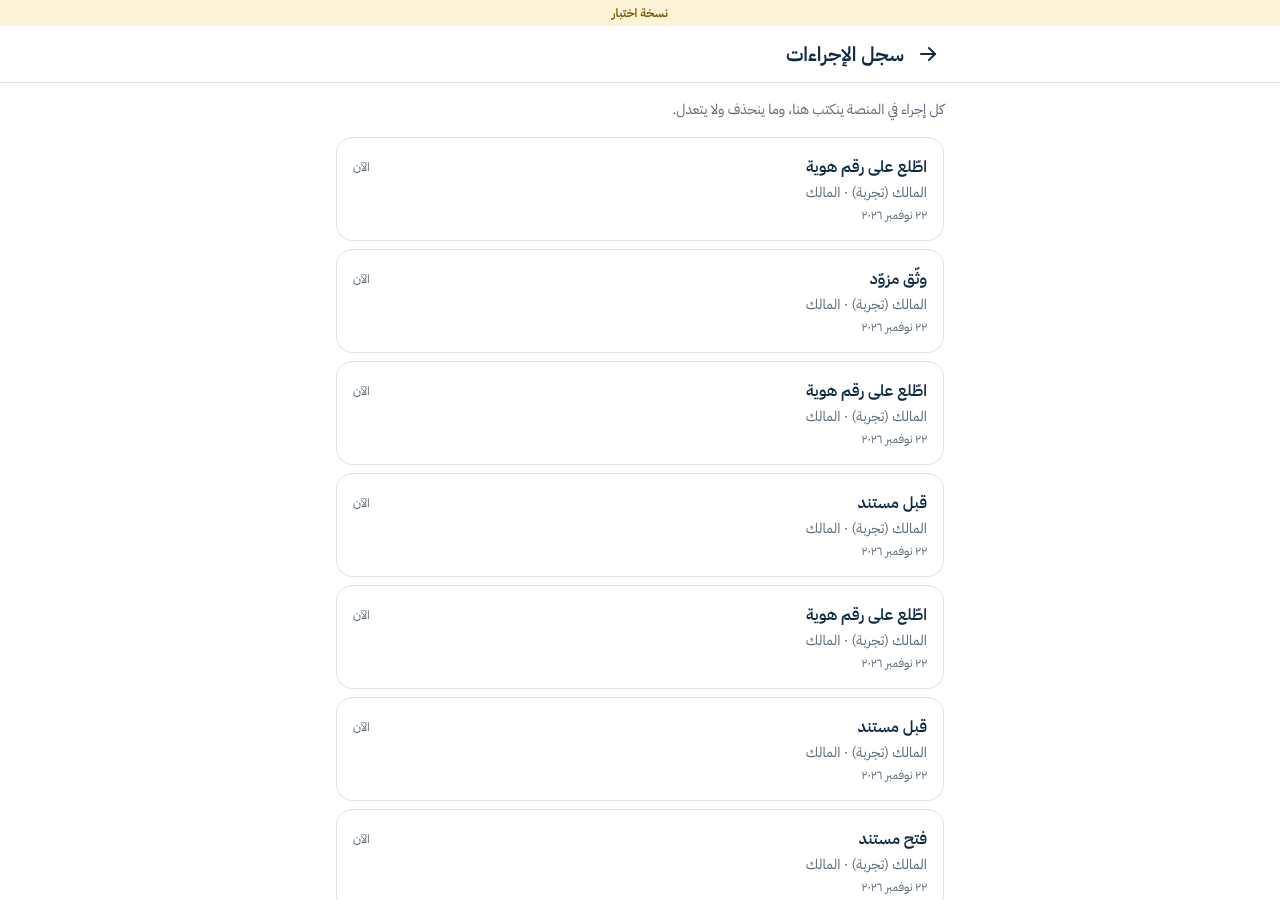 نسخة اختبار
سجل الإجراءات
كل إجراء في المنصة ينكتب هنا، وما ينحذف ولا يتعدل.
اطّلع على رقم هوية
الآن
المالك (تجربة) · المالك
٢٢ نوفمبر ٢٠٢٦
وثّق مزوّد
الآن
المالك (تجربة) · المالك
٢٢ نوفمبر ٢٠٢٦
اطّلع على رقم هوية
الآن
المالك (تجربة) · المالك
٢٢ نوفمبر ٢٠٢٦
قبل مستند
الآن
المالك (تجربة) · المالك
٢٢ نوفمبر ٢٠٢٦
اطّلع على رقم هوية
الآن
المالك (تجربة) · المالك
٢٢ نوفمبر ٢٠٢٦
قبل مستند
الآن
المالك (تجربة) · المالك
٢٢ نوفمبر ٢٠٢٦
فتح مستند
الآن
المالك (تجربة) · المالك
٢٢ نوفمبر ٢٠٢٦